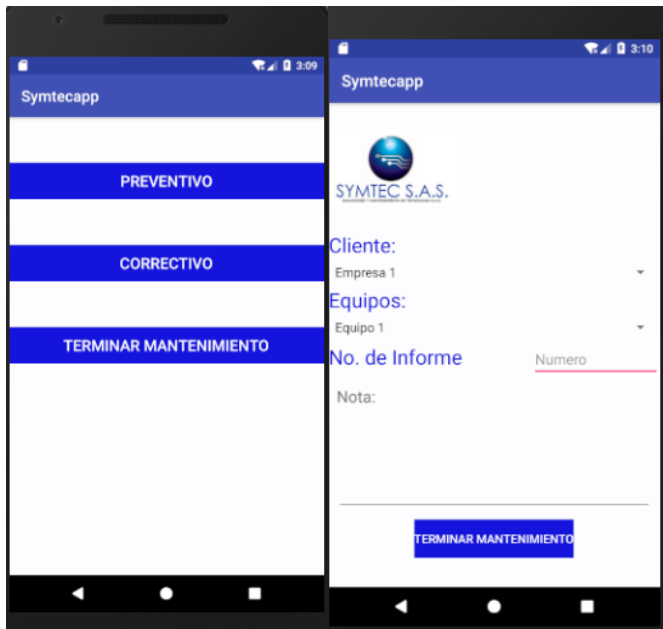 3:09
Symtecapp
PREVENTIVO
CORRECTIVO
TERMINAR MANTENIMIENTO
3:10
Symtecapp
SYMTEC S.A.S.
Cliente:
Empresa 1
Equipos:
Equipo 1
No. de Informe
Numero
Nota:
TERMINAR MANTENIMIENTO